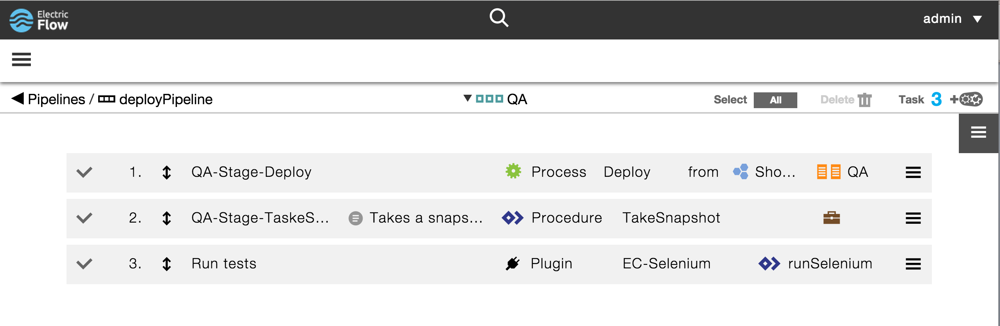 Electric
Flow
admin
Pipelines / deployPipeline QA Select All Delete Task 3 +
1. QA-Stage-Deploy Process Deploy from Sho... QA
2. QA-Stage-TaskeS... Takes a snaps... Procedure TakeSnapshot
3. Run tests Plugin EC-Selenium runSelenium